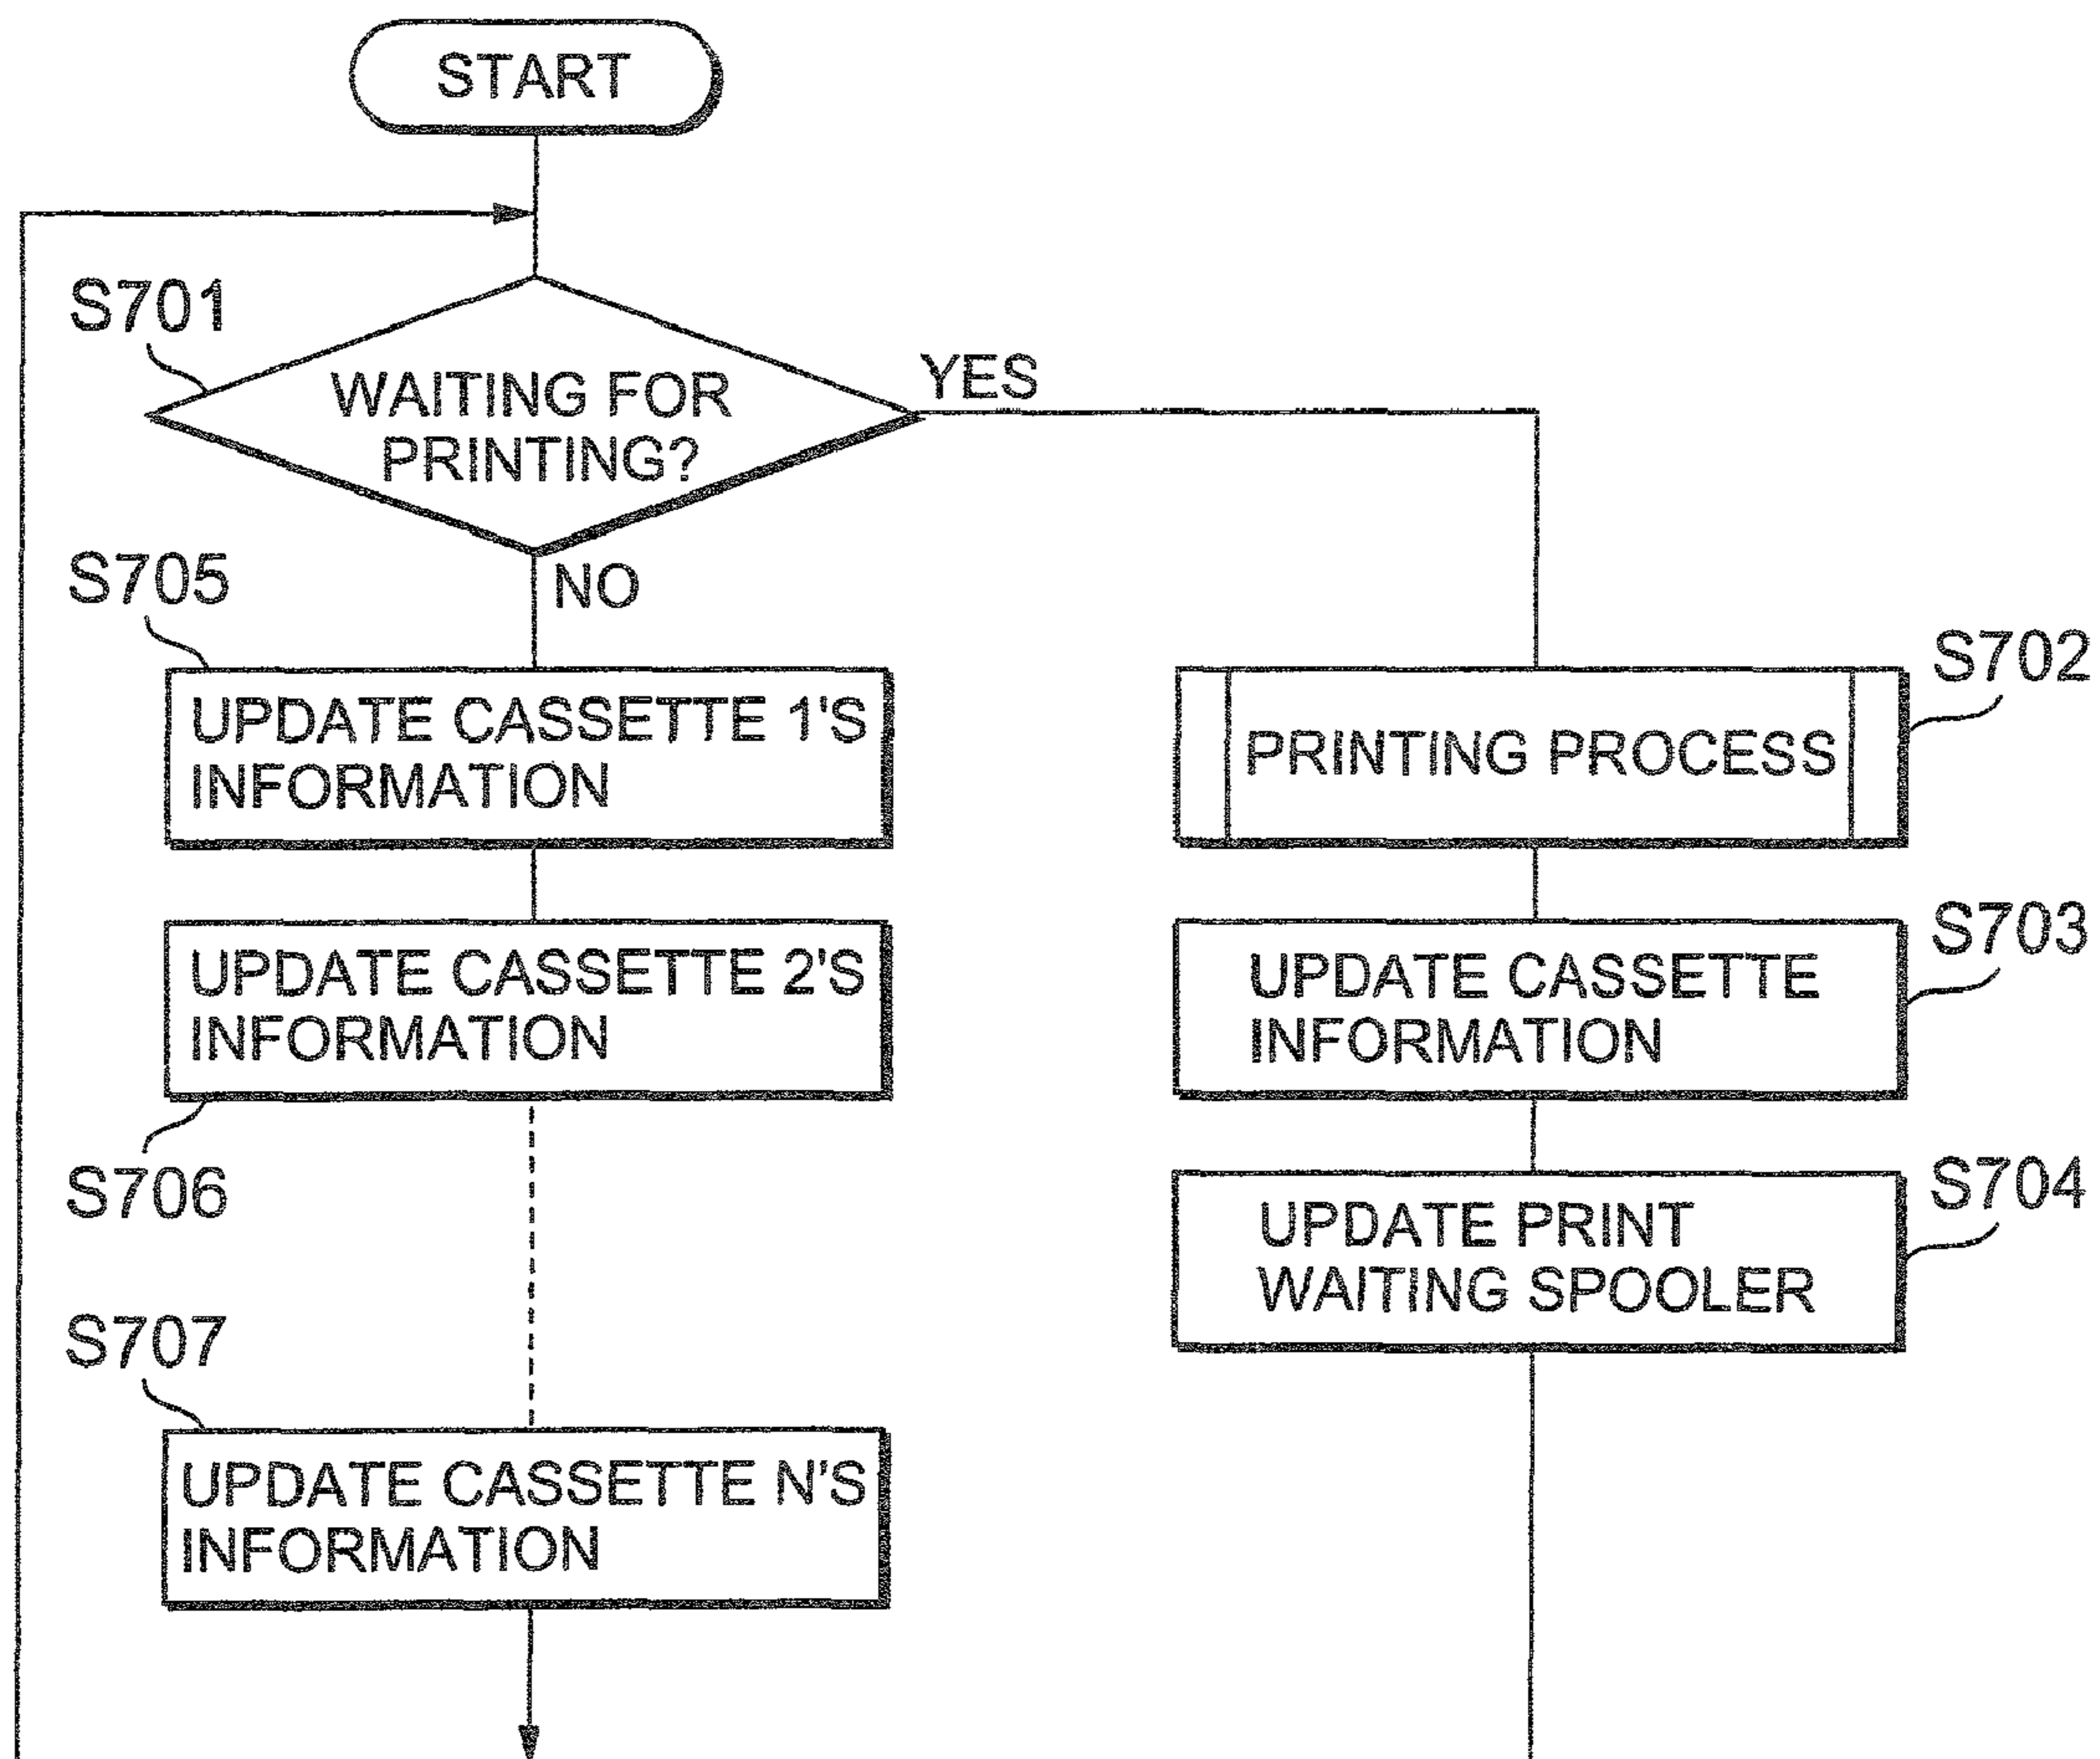 START
S701
WAITING FOR
PRINTING?
YES
NO
S705
UPDATE CASSETTE 1'S
INFORMATION
UPDATE CASSETTE 2'S
INFORMATION
S706
S707
UPDATE CASSETTE N'S
INFORMATION
S702
PRINTING PROCESS
S703
UPDATE CASSETTE
INFORMATION
S704
UPDATE PRINT
WAITING SPOOLER